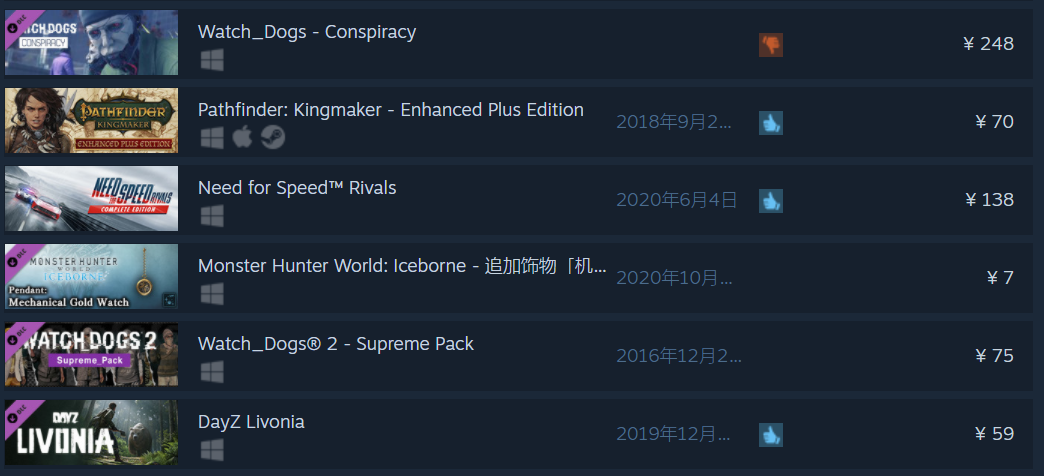 DLC
WATCH_DOGS
CONSPIRACY
Watch_Dogs - Conspiracy
¥ 248
PATHFINDER
KINGMAKER
ENHANCED PLUS EDITION
Pathfinder: Kingmaker - Enhanced Plus Edition
2018年9月2...
¥ 70
NEED FOR SPEED RIVALS
COMPLETE EDITION
Need for Speed™ Rivals
2020年6月4日
¥ 138
DLC
MONSTER HUNTER
WORLD
ICEBORNE
Pendant:
Mechanical Gold Watch
Monster Hunter World: Iceborne - 追加饰物「机...
2020年10月...
¥ 7
DLC
WATCH DOGS 2
Supreme Pack
Watch_Dogs® 2 - Supreme Pack
2016年12月2...
¥ 75
DLC
DAYZ
LIVONIA
DayZ Livonia
2019年12月...
¥ 59